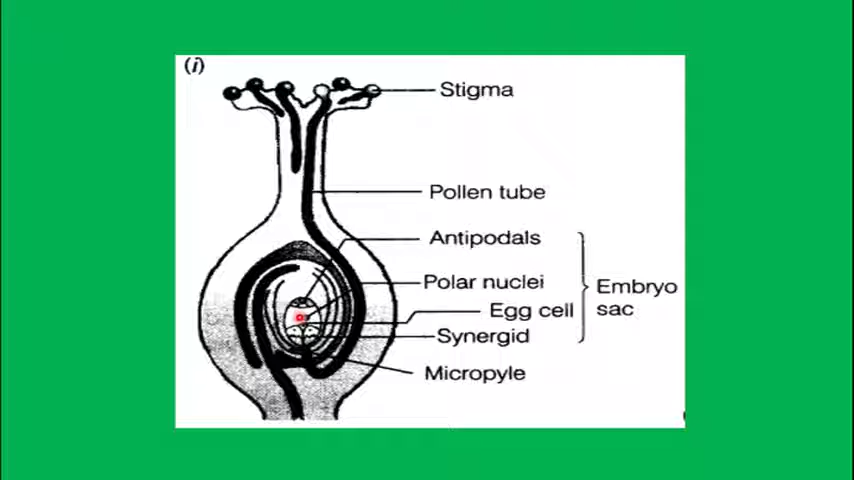 (i)
Stigma
Pollen tube
Antipodals
Polar nuclei
Egg cell
Embryo
sac
Synergid
Micropyle